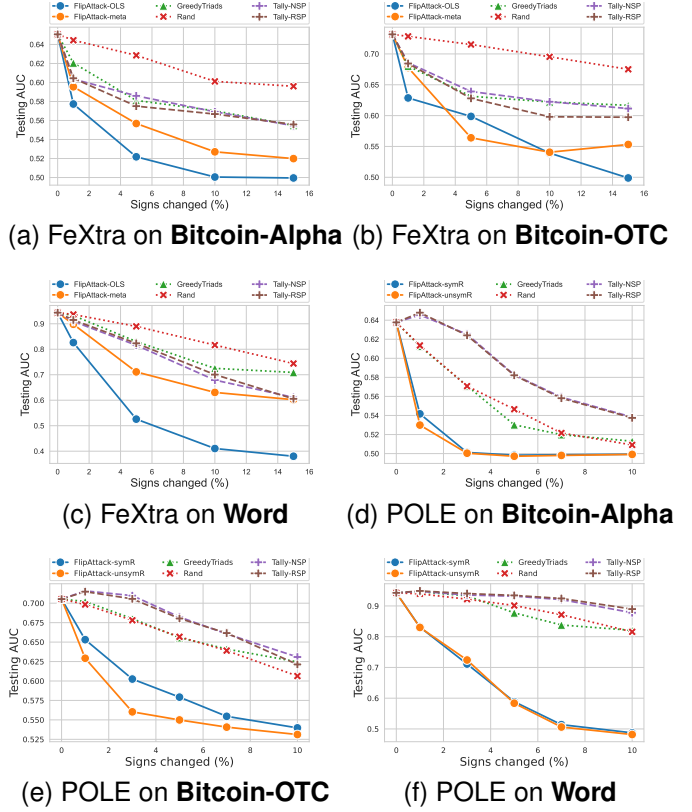 FlipAttack-OLS GreedyTriads Tally-NSP
FlipAttack-meta Rand Tally-RSP
Testing AUC
0.64
0.62
0.60
0.58
0.56
0.54
0.52
0.50
0 2 4 6 8 10 12 14 16
Signs changed (%)
(a) FeXtra on Bitcoin-Alpha
FlipAttack-OLS GreedyTriads Tally-NSP
FlipAttack-meta Rand Tally-RSP
Testing AUC
0.70
0.65
0.60
0.55
0.50
0 2 4 6 8 10 12 14 16
Signs changed (%)
(b) FeXtra on Bitcoin-OTC
FlipAttack-OLS GreedyTriads Tally-NSP
FlipAttack-meta Rand Tally-RSP
Testing AUC
0.9
0.8
0.7
0.6
0.5
0.4
0 2 4 6 8 10 12 14 16
Signs changed (%)
(c) FeXtra on Word
FlipAttack-symR GreedyTriads Tally-NSP
FlipAttack-unsymR Rand Tally-RSP
Testing AUC
0.64
0.62
0.60
0.58
0.56
0.54
0.52
0.50
0 2 4 6 8 10
Signs changed (%)
(d) POLE on Bitcoin-Alpha
FlipAttack-symR GreedyTriads Tally-NSP
FlipAttack-unsymR Rand Tally-RSP
Testing AUC
0.700
0.675
0.650
0.625
0.600
0.575
0.550
0.525
0 2 4 6 8 10
Signs changed (%)
(e) POLE on Bitcoin-OTC
FlipAttack-symR GreedyTriads Tally-NSP
FlipAttack-unsymR Rand Tally-RSP
Testing AUC
0.9
0.8
0.7
0.6
0.5
0 2 4 6 8 10
Signs changed (%)
(f) POLE on Word